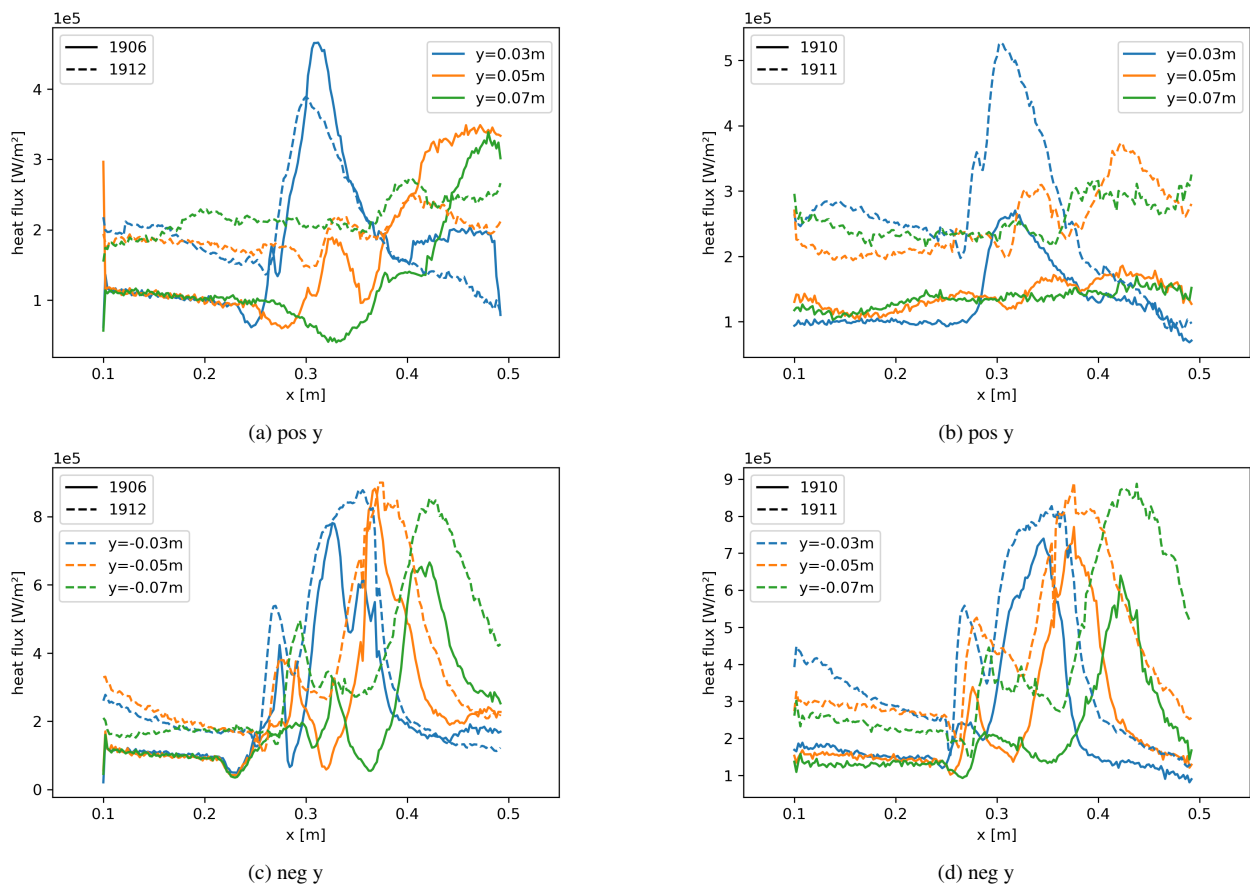 1e5
1906
1912
y=0.03m
y=0.05m
y=0.07m
heat flux [W/m²]
4
3
2
1
0.1 0.2 0.3 0.4 0.5
x [m]
(a) pos y
1e5
1910
1911
y=0.03m
y=0.05m
y=0.07m
heat flux [W/m²]
5
4
3
2
1
0.1 0.2 0.3 0.4 0.5
x [m]
(b) pos y
1e5
1906
1912
y=-0.03m
y=-0.05m
y=-0.07m
heat flux [W/m²]
8
6
4
2
0
0.1 0.2 0.3 0.4 0.5
x [m]
(c) neg y
1e5
1910
1911
y=-0.03m
y=-0.05m
y=-0.07m
heat flux [W/m²]
9
8
7
6
5
4
3
2
1
0.1 0.2 0.3 0.4 0.5
x [m]
(d) neg y